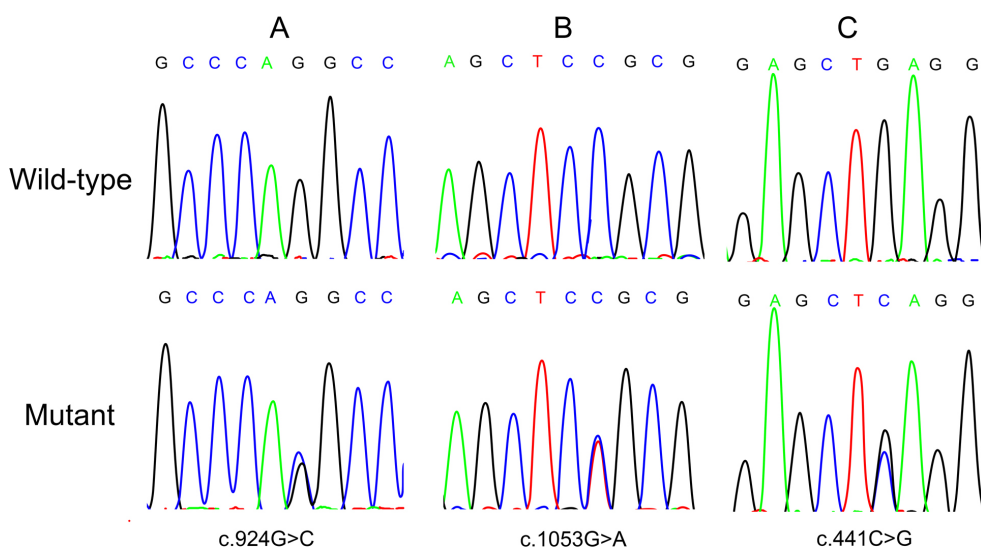 A B C
G C C C A G G C C A G C T C C G C G G A G C T G A G G
Wild-type
G C C C A G G C C A G C T C C G C G G A G C T C A G G
Mutant
c.924G>C c.1053G>A c.441C>G